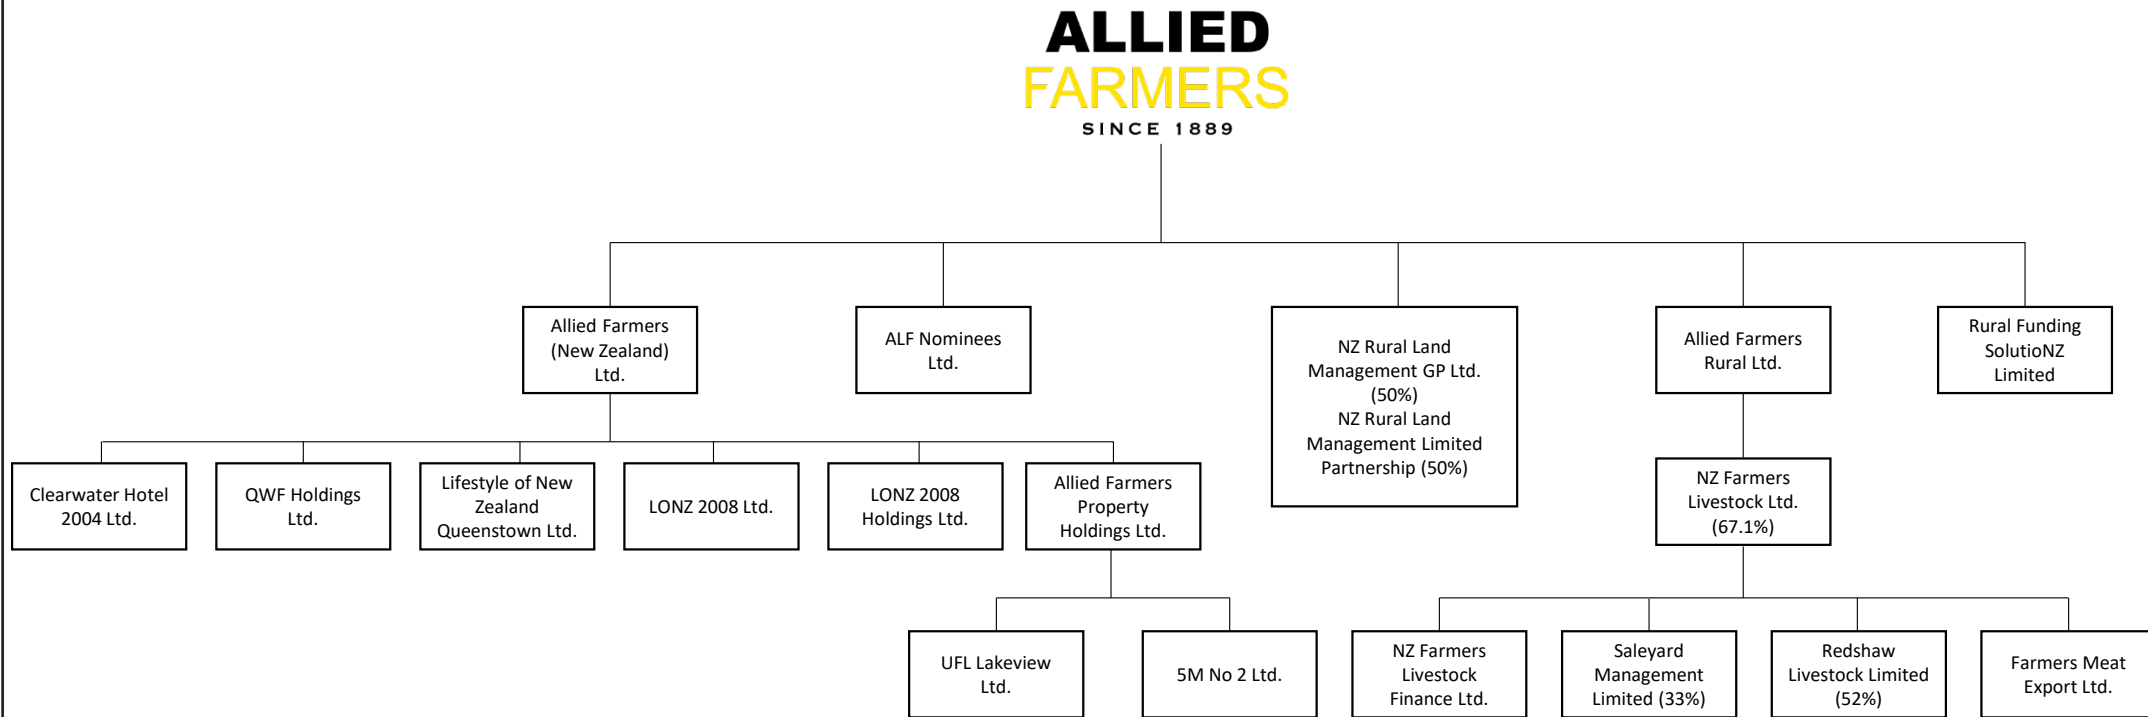 ALLIED
FARMERS
SINCE 1889
Allied Farmers
(New Zealand)
Ltd.
ALF Nominees
Ltd.
NZ Rural Land
Management GP Ltd.
(50%)
NZ Rural Land
Management Limited
Partnership (50%)
Allied Farmers
Rural Ltd.
Rural Funding
SolutioNZ
Limited
Clearwater Hotel
2004 Ltd.
QWF Holdings
Ltd.
Lifestyle of New
Zealand
Queenstown Ltd.
LONZ 2008 Ltd.
LONZ 2008
Holdings Ltd.
Allied Farmers
Property
Holdings Ltd.
NZ Farmers
Livestock Ltd.
(67.1%)
UFL Lakeview
Ltd.
5M No 2 Ltd.
NZ Farmers
Livestock
Finance Ltd.
Saleyard
Management
Limited (33%)
Redshaw
Livestock Limited
(52%)
Farmers Meat
Export Ltd.